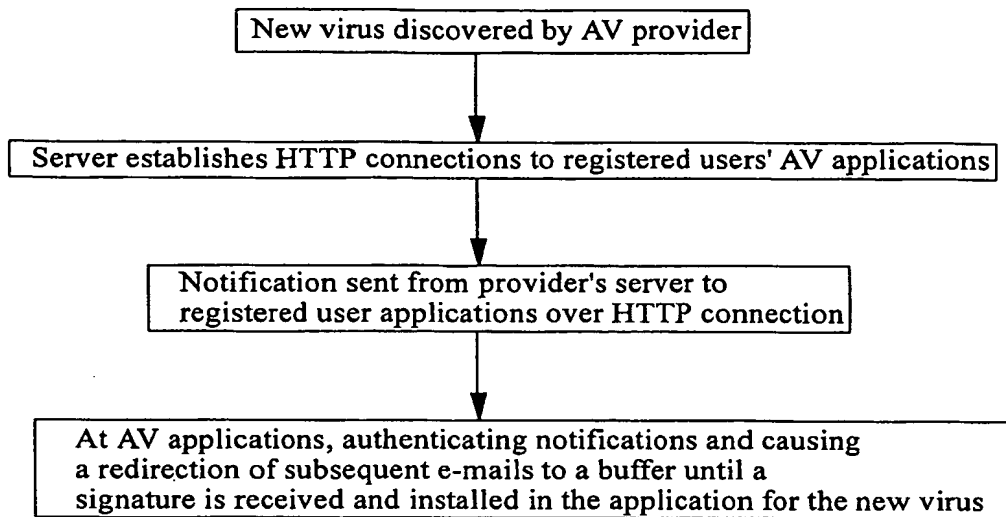 New virus discovered by AV provider
Server establishes HTTP connections to registered users' AV applications
Notification sent from provider's server to
registered user applications over HTTP connection
At AV applications, authenticating notifications and causing
a redirection of subsequent e-mails to a buffer until a
signature is received and installed in the application for the new virus